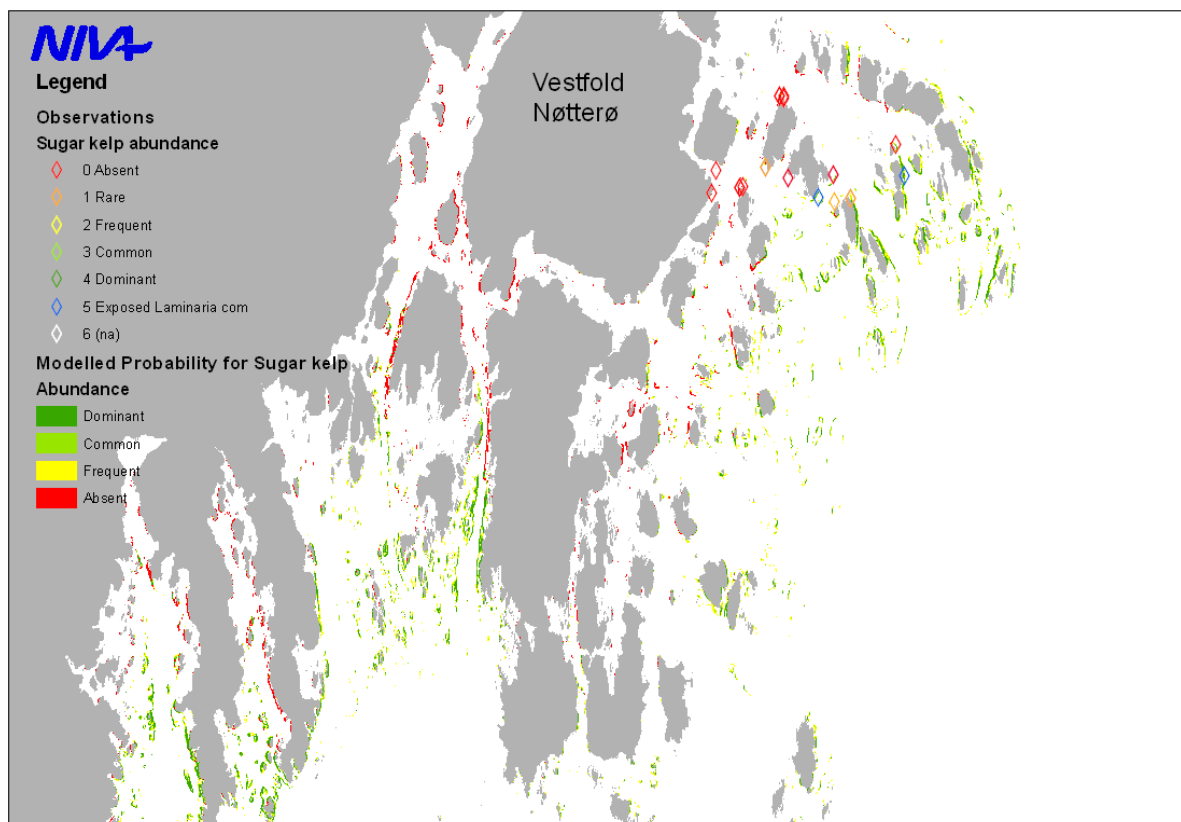 NIVA
Legend
Observations
Sugar kelp abundance
0 Absent
1 Rare
2 Frequent
3 Common
4 Dominant
5 Exposed Laminaria com
6 (na)
Modelled Probability for Sugar kelp
Abundance
Dominant
Common
Frequent
Absent
Vestfold
Nøtterø